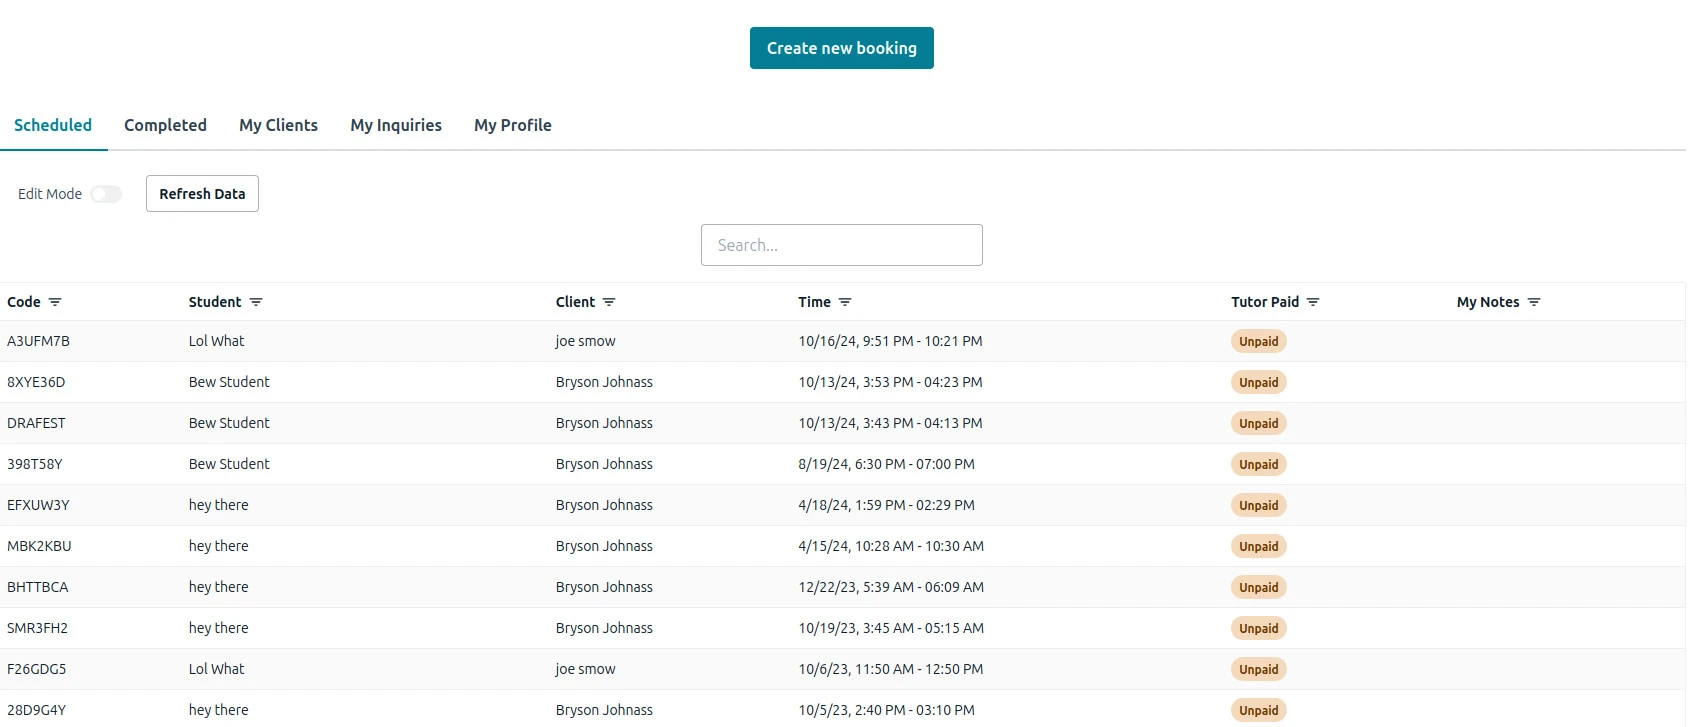 Create new booking
Scheduled Completed My Clients My Inquiries My Profile
Edit Mode Refresh Data
Search...
Code Student Client Time Tutor Paid My Notes
A3UFM7B Lol What joe smow 10/16/24, 9:51 PM - 10:21 PM Unpaid
8XYE36D Bew Student Bryson Johnass 10/13/24, 3:53 PM - 04:23 PM Unpaid
DRAFEST Bew Student Bryson Johnass 10/13/24, 3:43 PM - 04:13 PM Unpaid
398T58Y Bew Student Bryson Johnass 8/19/24, 6:30 PM - 07:00 PM Unpaid
EFXUW3Y hey there Bryson Johnass 4/18/24, 1:59 PM - 02:29 PM Unpaid
MBK2KBU hey there Bryson Johnass 4/15/24, 10:28 AM - 10:30 AM Unpaid
BHTTBCA hey there Bryson Johnass 12/22/23, 5:39 AM - 06:09 AM Unpaid
SMR3FH2 hey there Bryson Johnass 10/19/23, 3:45 AM - 05:15 AM Unpaid
F26GDG5 Lol What joe smow 10/6/23, 11:50 AM - 12:50 PM Unpaid
28D9G4Y hey there Bryson Johnass 10/5/23, 2:40 PM - 03:10 PM Unpaid